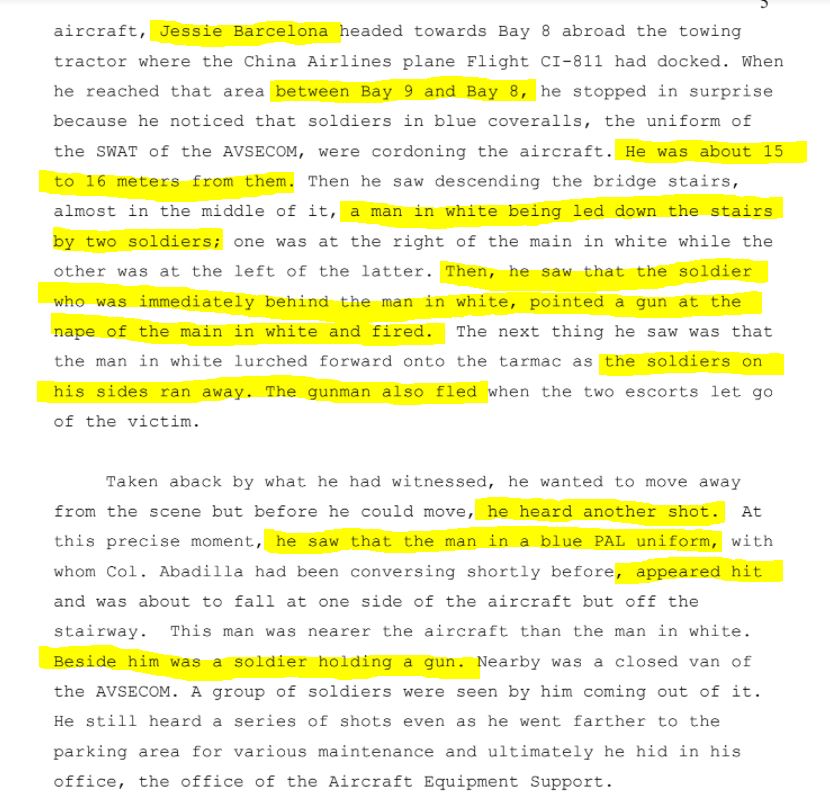 aircraft, Jessie Barcelona headed towards Bay 8 abroad the towing
tractor where the China Airlines plane Flight CI-811 had docked. When
he reached that area between Bay 9 and Bay 8, he stopped in surprise
because he noticed that soldiers in blue coveralls, the uniform of
the SWAT of the AVSECOM, were cordoning the aircraft. He was about 15
to 16 meters from them. Then he saw descending the bridge stairs,
almost in the middle of it, a man in white being led down the stairs
by two soldiers; one was at the right of the main in white while the
other was at the left of the latter. Then, he saw that the soldier
who was immediately behind the man in white, pointed a gun at the
nape of the main in white and fired. The next thing he saw was that
the man in white lurched forward onto the tarmac as the soldiers on
his sides ran away. The gunman also fled when the two escorts let go
of the victim.
Taken aback by what he had witnessed, he wanted to move away
from the scene but before he could move, he heard another shot. At
this precise moment, he saw that the man in a blue PAL uniform, with
whom Col. Abadilla had been conversing shortly before, appeared hit
and was about to fall at one side of the aircraft but off the
stairway. This man was nearer the aircraft than the man in white.
Beside him was a soldier holding a gun. Nearby was a closed van of
the AVSECOM. A group of soldiers were seen by him coming out of it.
He still heard a series of shots even as he went farther to the
parking area for various maintenance and ultimately he hid in his
office, the office of the Aircraft Equipment Support.